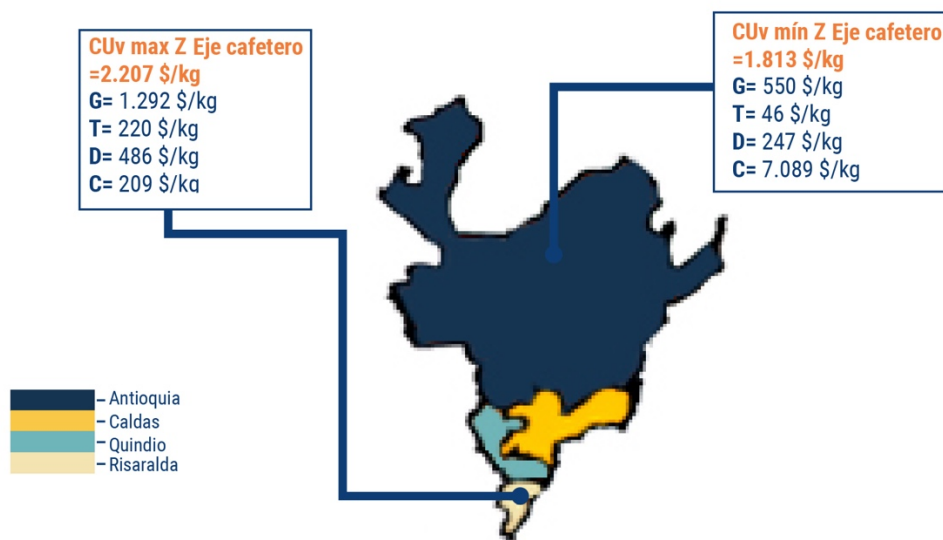 CUv max Z Eje cafetero
=2.207 $/kg
G= 1.292 $/kg
T= 220 $/kg
D= 486 $/kg
C= 209 $/kg
CUv mín Z Eje cafetero
=1.813 $/kg
G= 550 $/kg
T= 46 $/kg
D= 247 $/kg
C= 7.089 $/kg
Antioquia
Caldas
Quindio
Risaralda